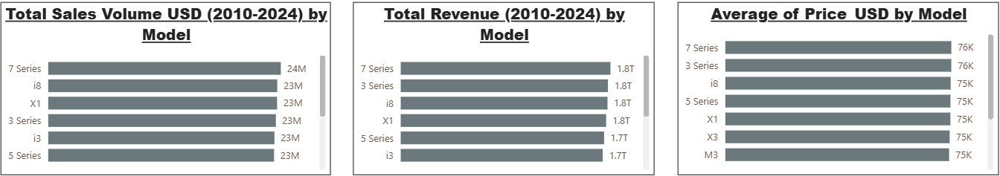 Total Sales Volume USD (2010-2024) by
Model
7 Series 24M
i8 23M
X1 23M
3 Series 23M
i3 23M
5 Series 23M
Total Revenue (2010-2024) by
Model
7 Series 1.8T
3 Series 1.8T
i8 1.8T
X1 1.8T
5 Series 1.7T
i3 1.7T
Average of Price_USD by Model
7 Series 76K
3 Series 76K
i8 75K
5 Series 75K
X1 75K
X3 75K
M3 75K